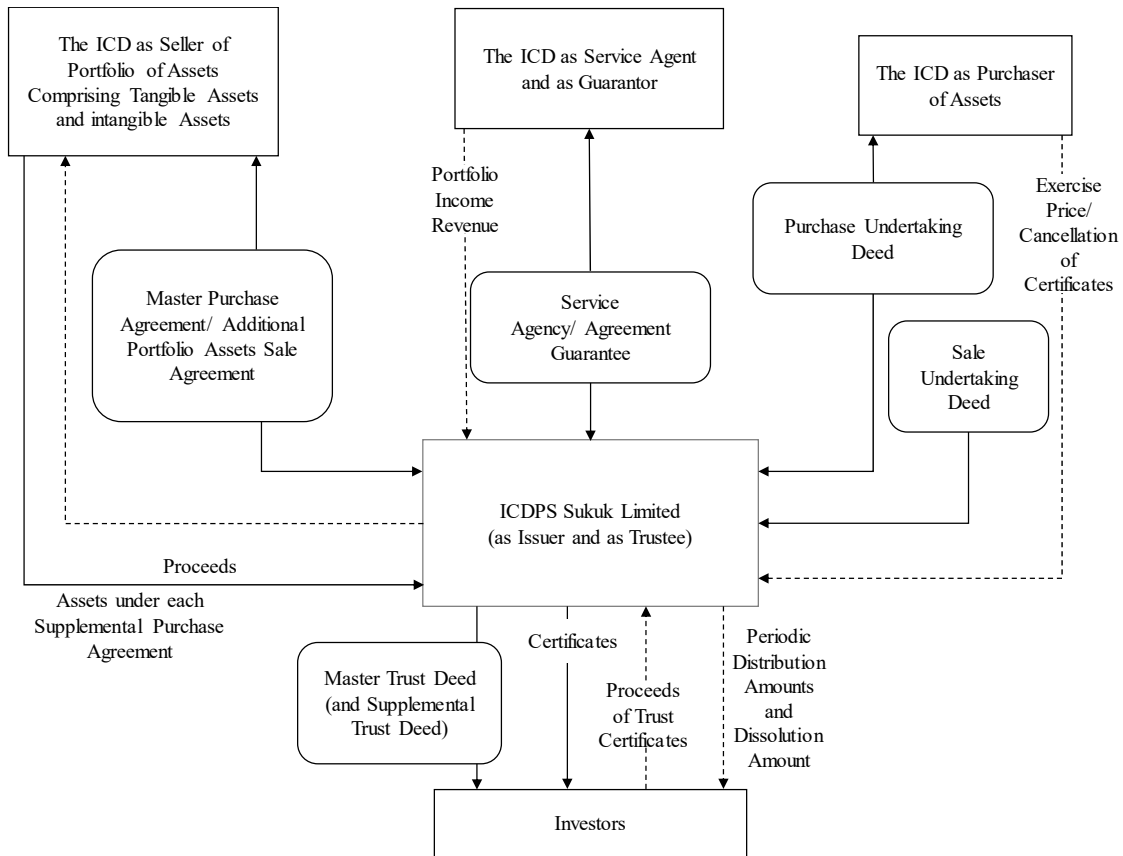 The ICD as Seller of
Portfolio of Assets
Comprising Tangible Assets
and intangible Assets
The ICD as Service Agent
and as Guarantor
The ICD as Purchaser
of Assets
Portfolio
Income
Revenue
Exercise
Price/
Cancellation
of
Certificates
Purchase Undertaking
Deed
Master Purchase
Agreement/ Additional
Portfolio Assets Sale
Agreement
Service
Agency/ Agreement
Guarantee
Sale
Undertaking
Deed
ICDPS Sukuk Limited
(as Issuer and as Trustee)
Proceeds
Assets under each
Supplemental Purchase
Agreement
Master Trust Deed
(and Supplemental
Trust Deed)
Certificates
Proceeds
of Trust
Certificates
Periodic
Distribution
Amounts
and
Dissolution
Amount
Investors